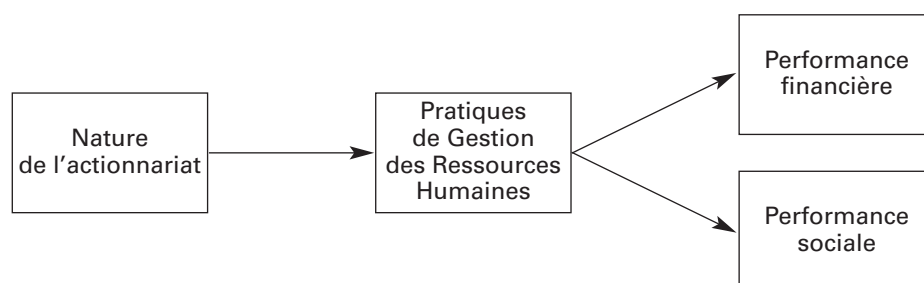 Nature
de l'actionnariat
Pratiques
de Gestion
des Ressources
Humaines
Performance
financière
Performance
sociale